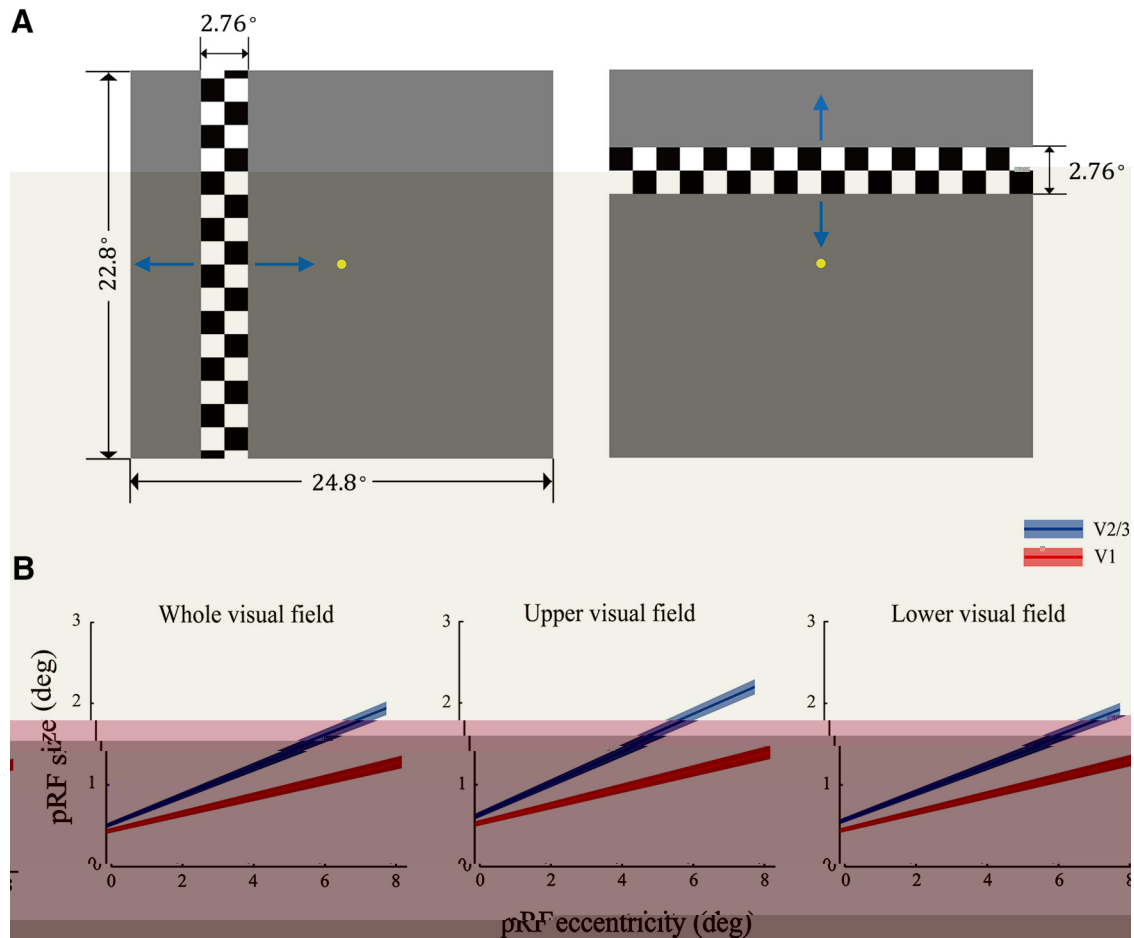 A
2.76°
22.8°
24.8°
2.76°
V2/3
V1
B
Whole visual field
Upper visual field
Lower visual field
pRF size (deg)
3
2
1
0 2 4 6 8
3
2
1
0 2 4 6 8
3
2
1
0 2 4 6 8
pRF eccentricity (deg)